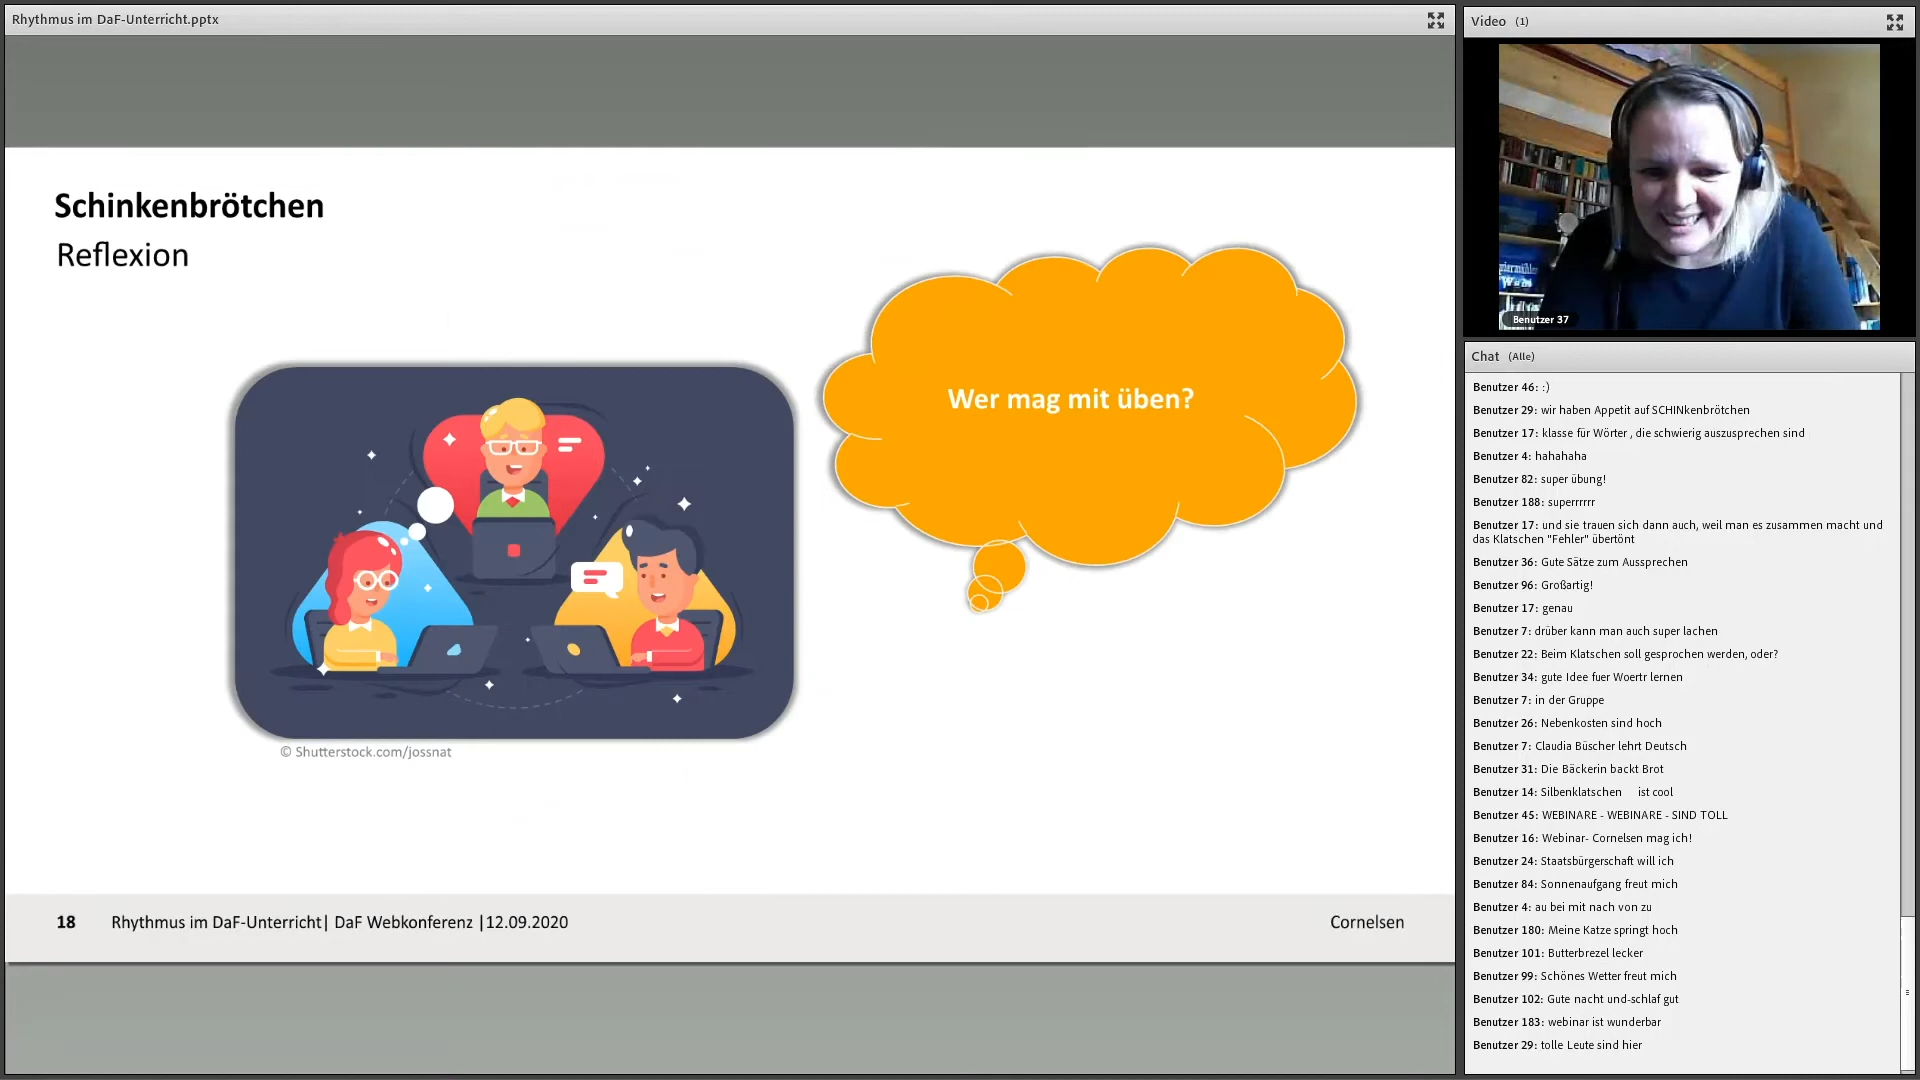 Rhythmus im DaF-Unterricht.pptx
Schinkenbrötchen
Reflexion
Wer mag mit üben?
© Shutterstock.com/jossnat
18 Rhythmus im DaF-Unterricht| DaF Webkonferenz |12.09.2020
Cornelsen
Video (1)
Benutzer 37
Chat (Alle)
Benutzer 46: :)
Benutzer 29: wir haben Appetit auf SCHINkenbrötchen
Benutzer 17: klasse für Wörter , die schwierig auszusprechen sind
Benutzer 4: hahahaha
Benutzer 82: super übung!
Benutzer 188: superrrrrr
Benutzer 17: und sie trauen sich dann auch, weil man es zusammen macht und
das Klatschen "Fehler" übertönt
Benutzer 36: Gute Sätze zum Aussprechen
Benutzer 96: Großartig!
Benutzer 17: genau
Benutzer 7: drüber kann man auch super lachen
Benutzer 22: Beim Klatschen soll gesprochen werden, oder?
Benutzer 34: gute Idee fuer Woertr lernen
Benutzer 7: in der Gruppe
Benutzer 26: Nebenkosten sind hoch
Benutzer 7: Claudia Büscher lehrt Deutsch
Benutzer 31: Die Bäckerin backt Brot
Benutzer 14: Silbenklatschen ist cool
Benutzer 45: WEBINARE - WEBINARE - SIND TOLL
Benutzer 16: Webinar- Cornelsen mag ich!
Benutzer 24: Staatsbürgerschaft will ich
Benutzer 84: Sonnenaufgang freut mich
Benutzer 4: au bei mit nach von zu
Benutzer 180: Meine Katze springt hoch
Benutzer 101: Butterbrezel lecker
Benutzer 99: Schönes Wetter freut mich
Benutzer 102: Gute nacht und-schlaf gut
Benutzer 183: webinar ist wunderbar
Benutzer 29: tolle Leute sind hier